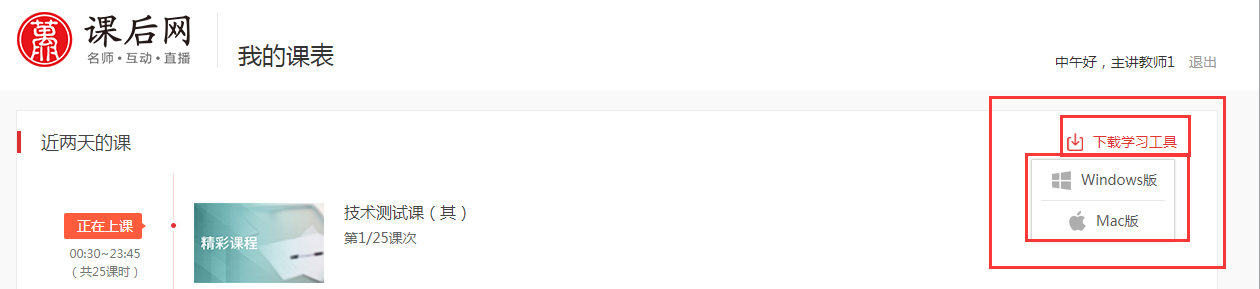 课后网
名师·互动·直播
我的课表
中午好，主讲教师1 退出
近两天的课
下载学习工具
Windows版
Mac版
正在上课
00:30~23:45
（共25课时）
精彩课程
技术测试课（其）
第1/25课次